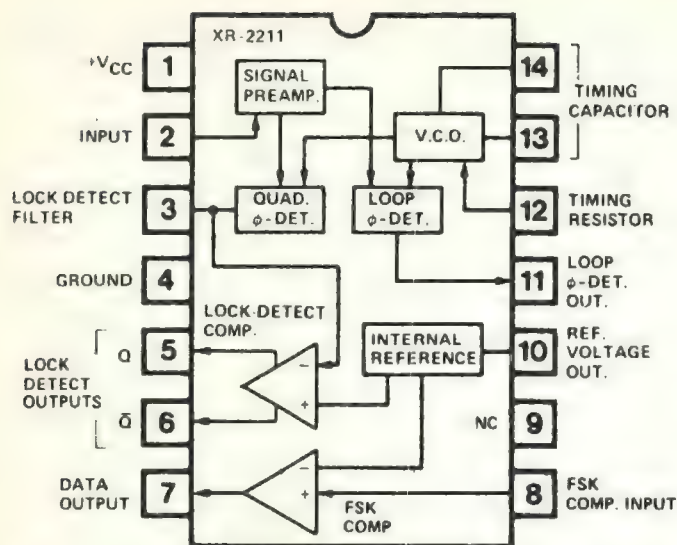 XR-2211
+VCC
1
INPUT
2
LOCK DETECT
FILTER
3
GROUND
4
LOCK
DETECT
OUTPUTS
Q
5
Q̄
6
DATA
OUTPUT
7
SIGNAL
PREAMP.
V.C.O.
QUAD.
φ-DET.
LOOP
φ-DET.
LOCK-DETECT
COMP.
INTERNAL
REFERENCE
−
+
−
+
FSK
COMP
14
13
TIMING
CAPACITOR
12
TIMING
RESISTOR
11
LOOP
φ-DET.
OUT.
10
REF.
VOLTAGE
OUT.
NC
9
8
FSK
COMP. INPUT